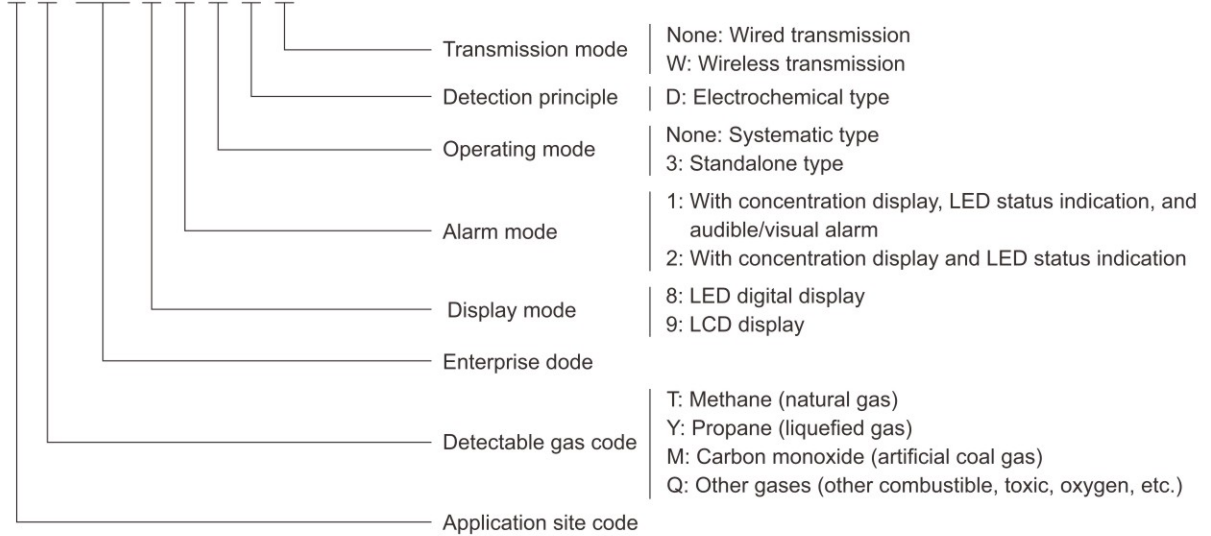 Transmission mode
None: Wired transmission
W: Wireless transmission
Detection principle
D: Electrochemical type
Operating mode
None: Systematic type
3: Standalone type
Alarm mode
1: With concentration display, LED status indication, and
audible/visual alarm
2: With concentration display and LED status indication
Display mode
8: LED digital display
9: LCD display
Enterprise dode
Detectable gas code
T: Methane (natural gas)
Y: Propane (liquefied gas)
M: Carbon monoxide (artificial coal gas)
Q: Other gases (other combustible, toxic, oxygen, etc.)
Application site code